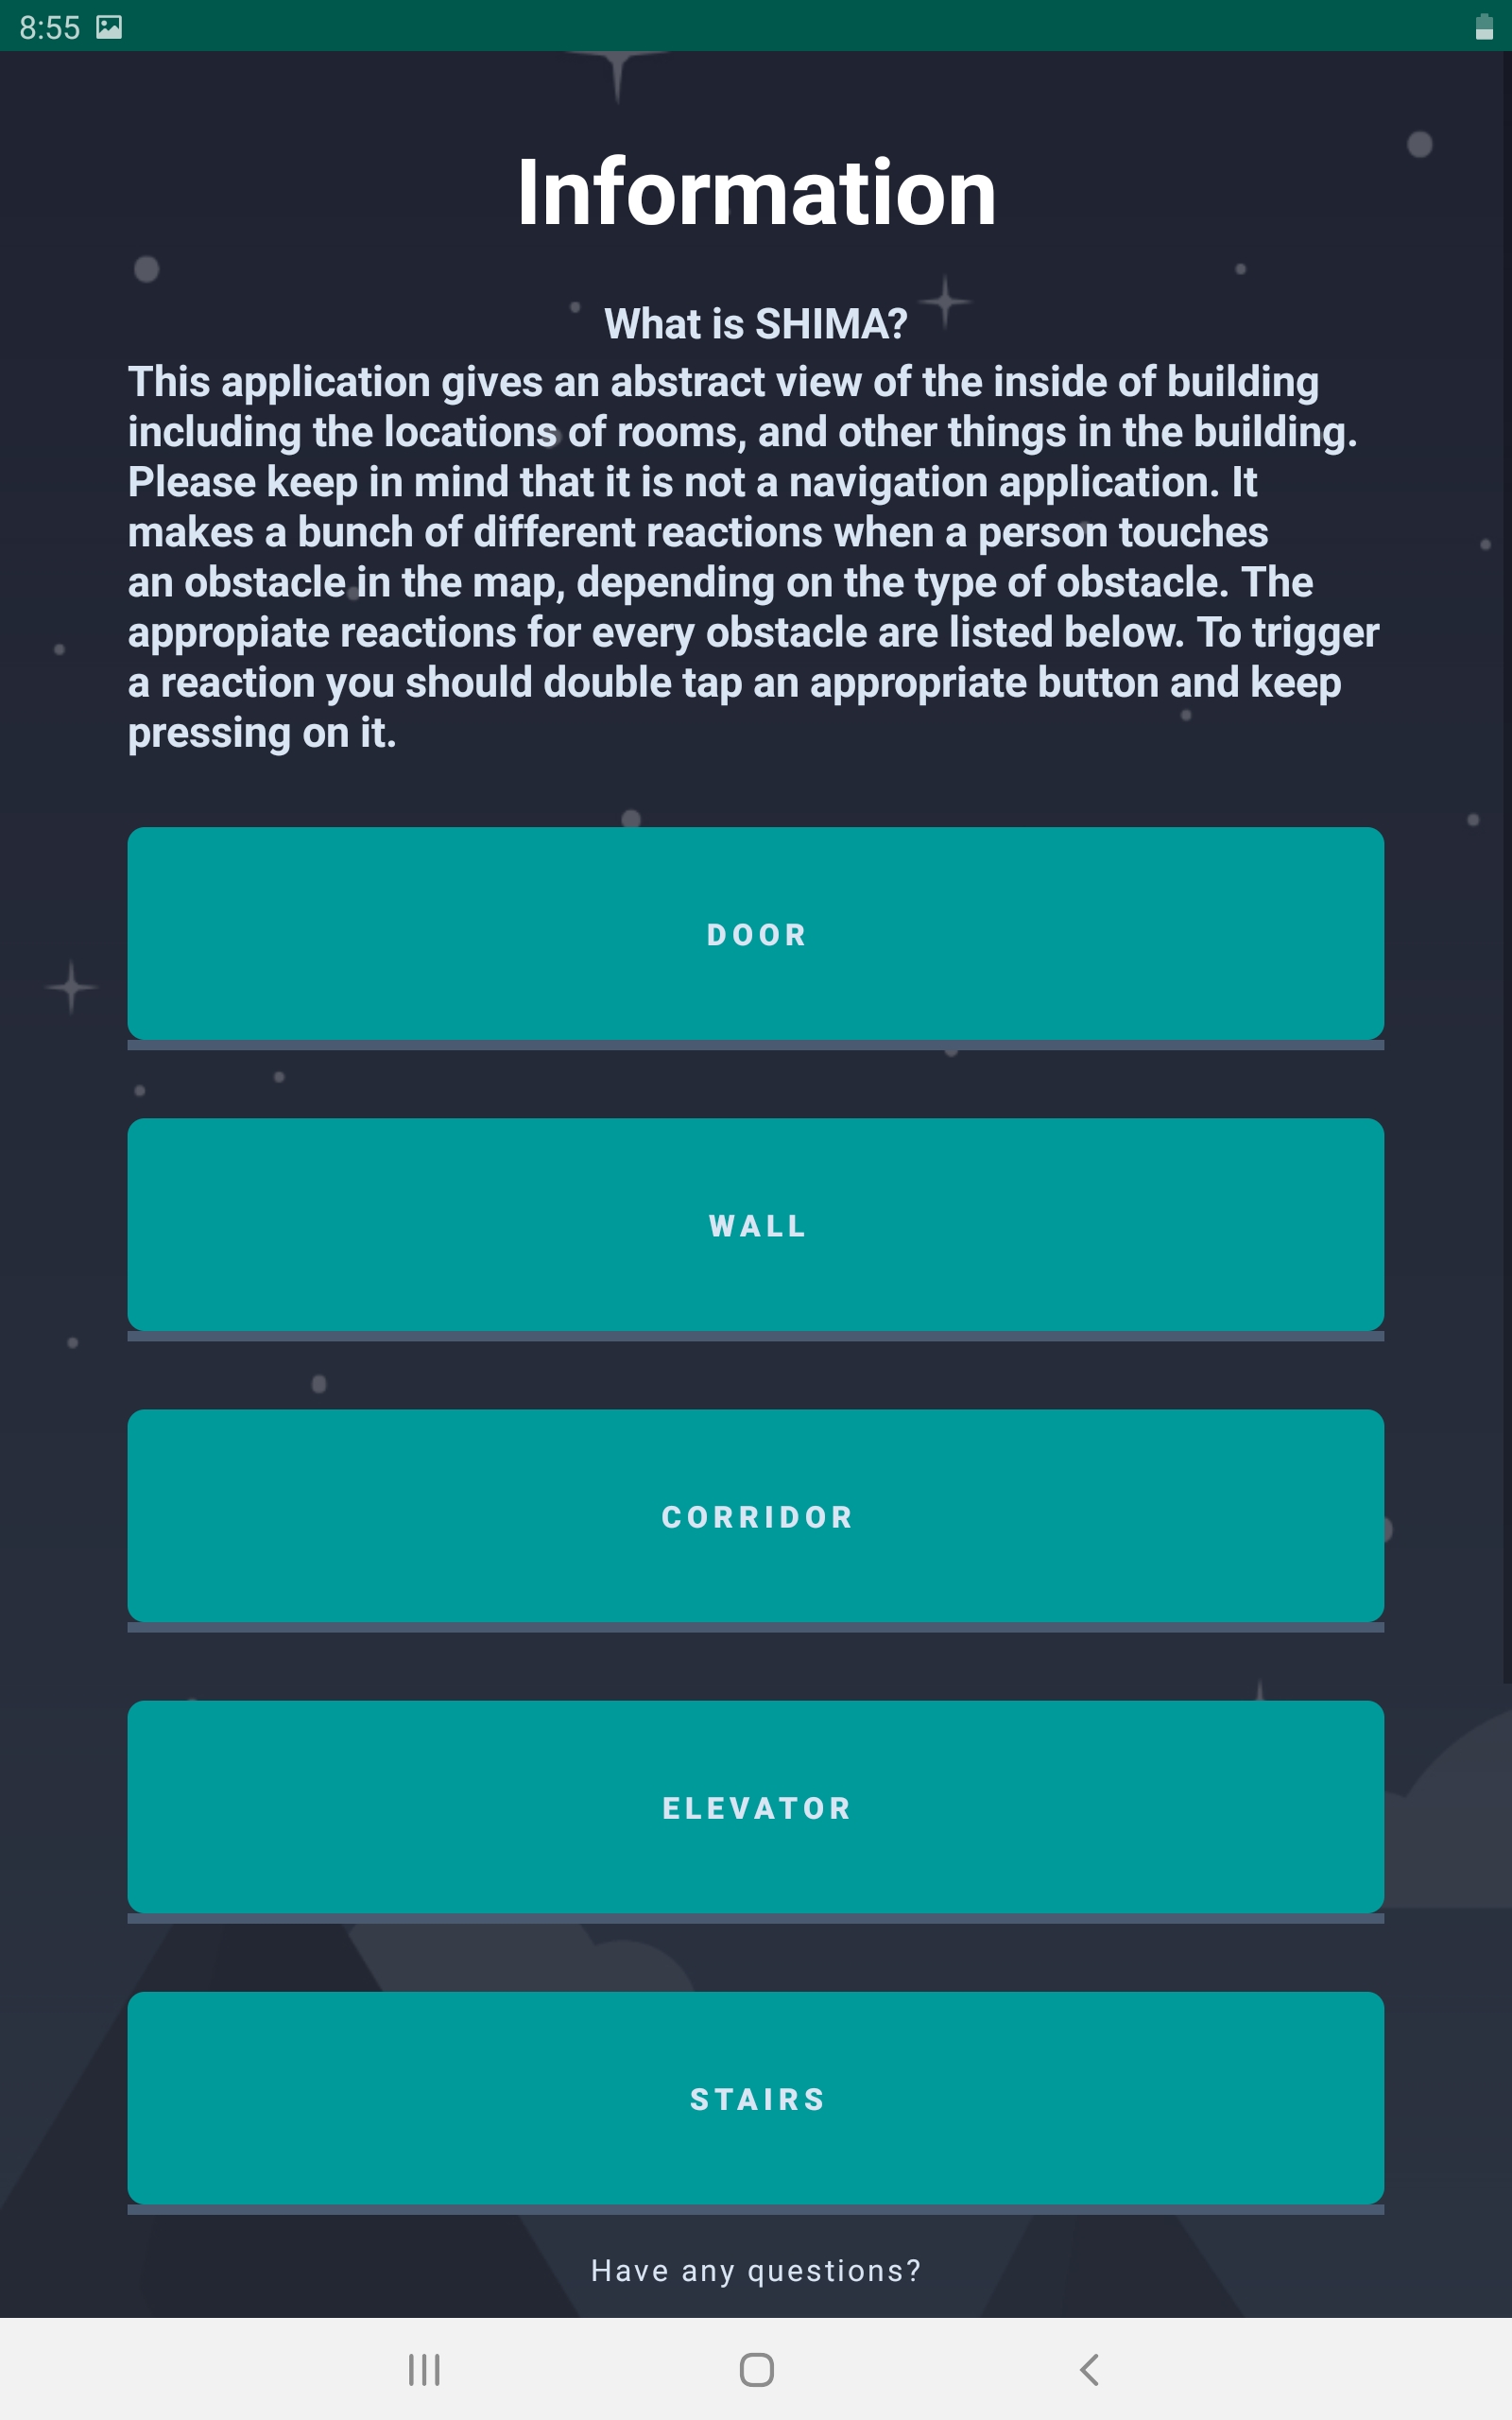 8:55
Information
What is SHIMA?
This application gives an abstract view of the inside of building
including the locations of rooms, and other things in the building.
Please keep in mind that it is not a navigation application. It
makes a bunch of different reactions when a person touches
an obstacle in the map, depending on the type of obstacle. The
appropiate reactions for every obstacle are listed below. To trigger
a reaction you should double tap an appropriate button and keep
pressing on it.
DOOR
WALL
CORRIDOR
ELEVATOR
STAIRS
Have any questions?